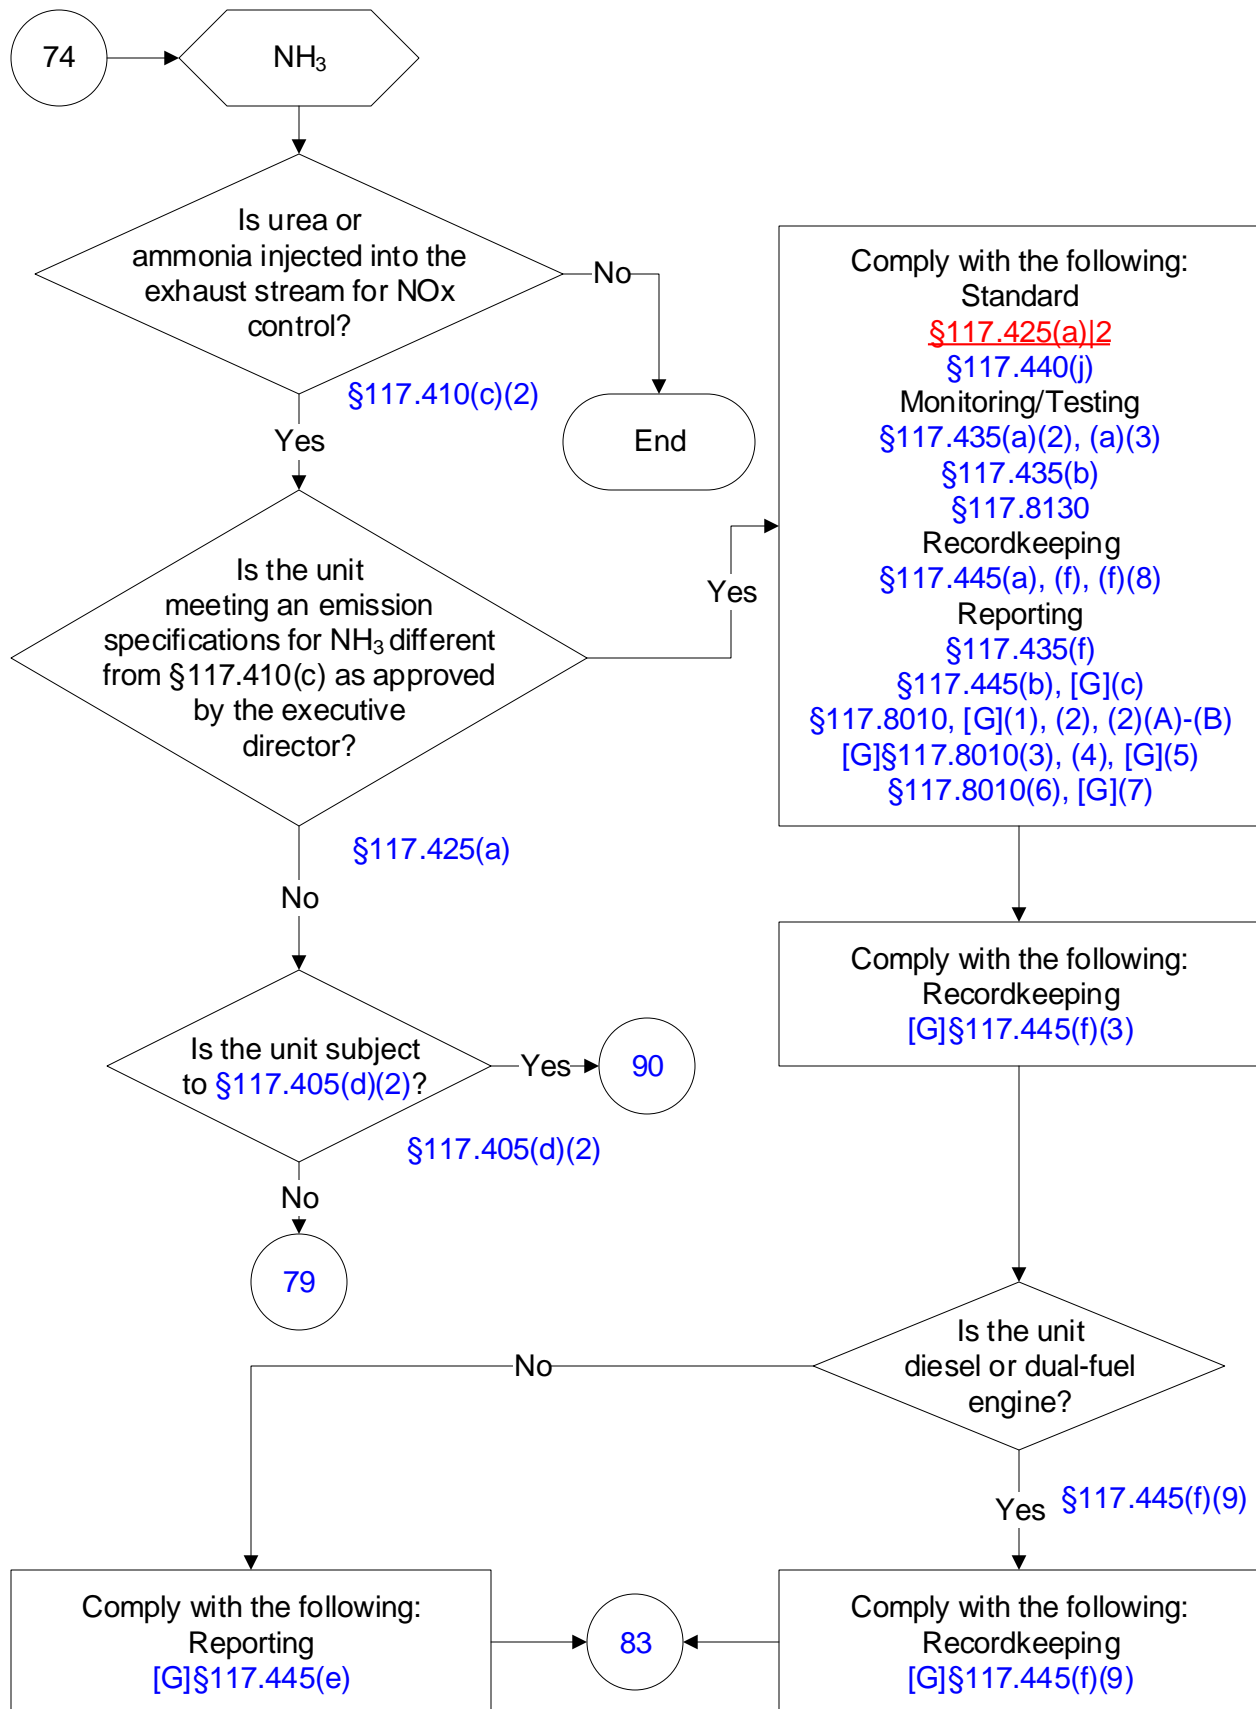 74
NH₃
Is urea or
ammonia injected into the
exhaust stream for NOx
control?
No
§117.410(c)(2)
End
Yes
Is the unit
meeting an emission
specifications for NH₃ different
from §117.410(c) as approved
by the executive
director?
Yes
§117.425(a)
No
Is the unit subject
to §117.405(d)(2)?
Yes
90
§117.405(d)(2)
No
79
Comply with the following:
Standard
§117.425(a)|2
§117.440(j)
Monitoring/Testing
§117.435(a)(2), (a)(3)
§117.435(b)
§117.8130
Recordkeeping
§117.445(a), (f), (f)(8)
Reporting
§117.435(f)
§117.445(b), [G](c)
§117.8010, [G](1), (2), (2)(A)-(B)
[G]§117.8010(3), (4), [G](5)
§117.8010(6), [G](7)
Comply with the following:
Recordkeeping
[G]§117.445(f)(3)
Is the unit
diesel or dual-fuel
engine?
No
Yes
§117.445(f)(9)
Comply with the following:
Reporting
[G]§117.445(e)
83
Comply with the following:
Recordkeeping
[G]§117.445(f)(9)